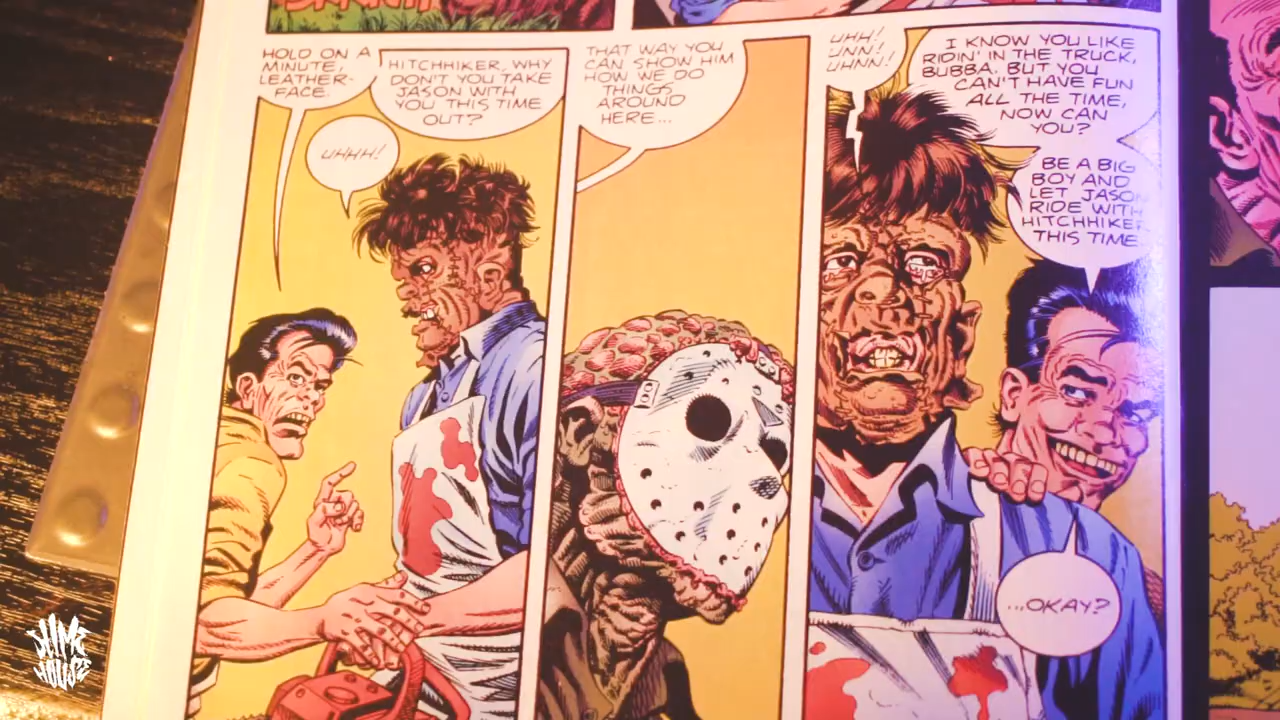 HOLD ON A
MINUTE,
LEATHER-
FACE.
HITCHHIKER, WHY
DON'T YOU TAKE
JASON WITH
YOU THIS TIME
OUT?
UHHH!
THAT WAY YOU
CAN SHOW HIM
HOW WE DO
THINGS
AROUND
HERE...
UHH!
UNN!
UHNN!
I KNOW YOU LIKE
RIDIN' IN THE TRUCK,
BUBBA, BUT YOU
CAN'T HAVE FUN
ALL THE TIME,
NOW CAN
YOU?
BE A BIG
BOY AND
LET JASON
RIDE WITH
HITCHHIKER
THIS TIME.
...OKAY?
HOUSE